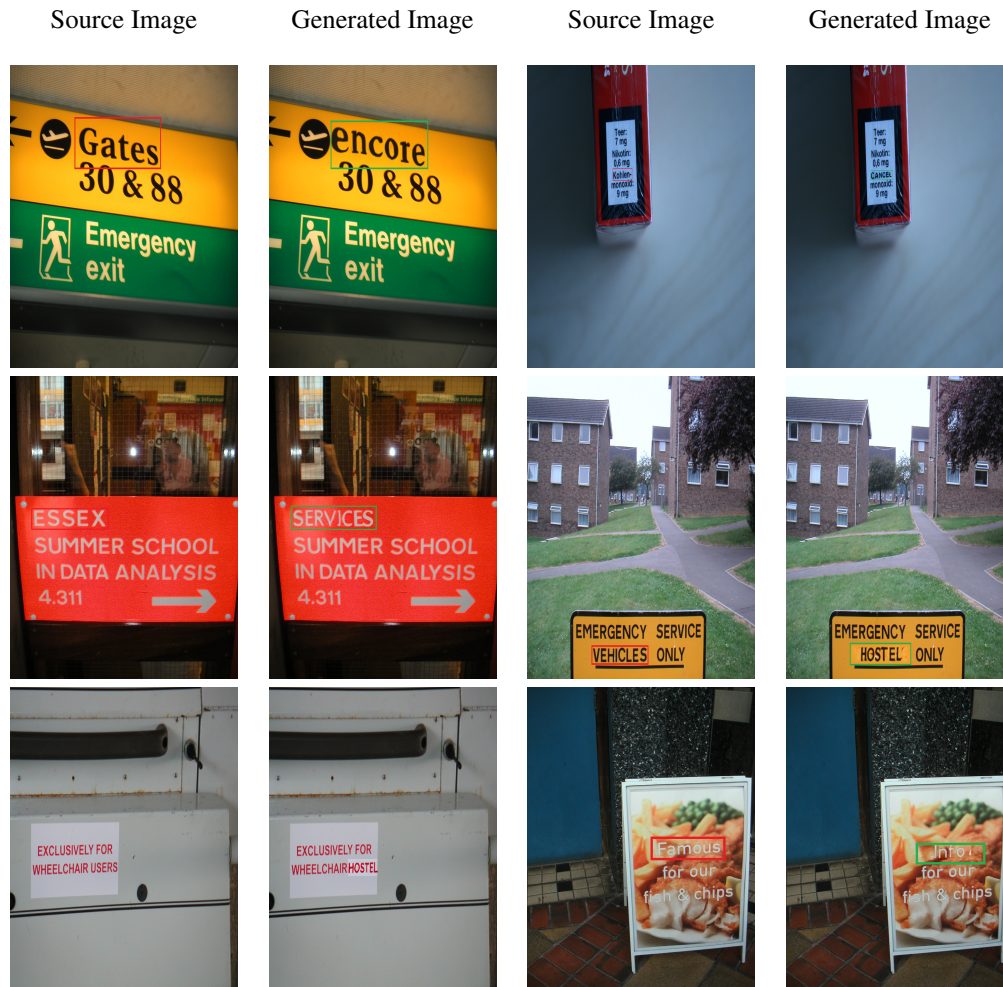 Source Image Generated Image Source Image Generated Image
Gates
30 & 88
Emergency
exit
encore
30 & 88
Emergency
exit
Teer:
7 mg
Nikotin:
0,6 mg
Kohlen-
monoxid:
9 mg
Teer:
7 mg
Nikotin:
0,6 mg
CANCEL
monoxid:
9 mg
ESSEX
SUMMER SCHOOL
IN DATA ANALYSIS
4.311
SERVICES
SUMMER SCHOOL
IN DATA ANALYSIS
4.311
EMERGENCY SERVICE
VEHICLES ONLY
EMERGENCY SERVICE
HOSTEL ONLY
EXCLUSIVELY FOR
WHEELCHAIR USERS
EXCLUSIVELY FOR
WHEELCHAIR HOSTEL
Famous
for our
fish & chips
Info!
for our
fish & chips